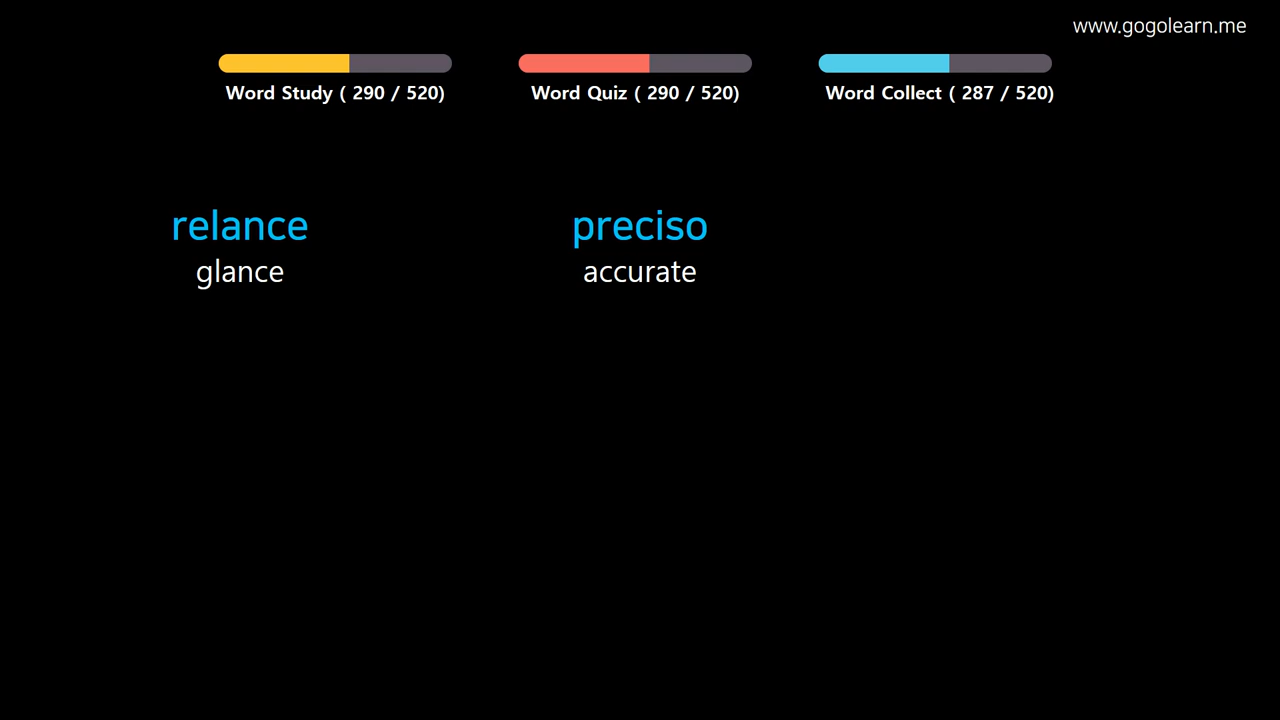 www.gogolearn.me
Word Study ( 290 / 520)
Word Quiz ( 290 / 520)
Word Collect ( 287 / 520)
relance
glance
preciso
accurate